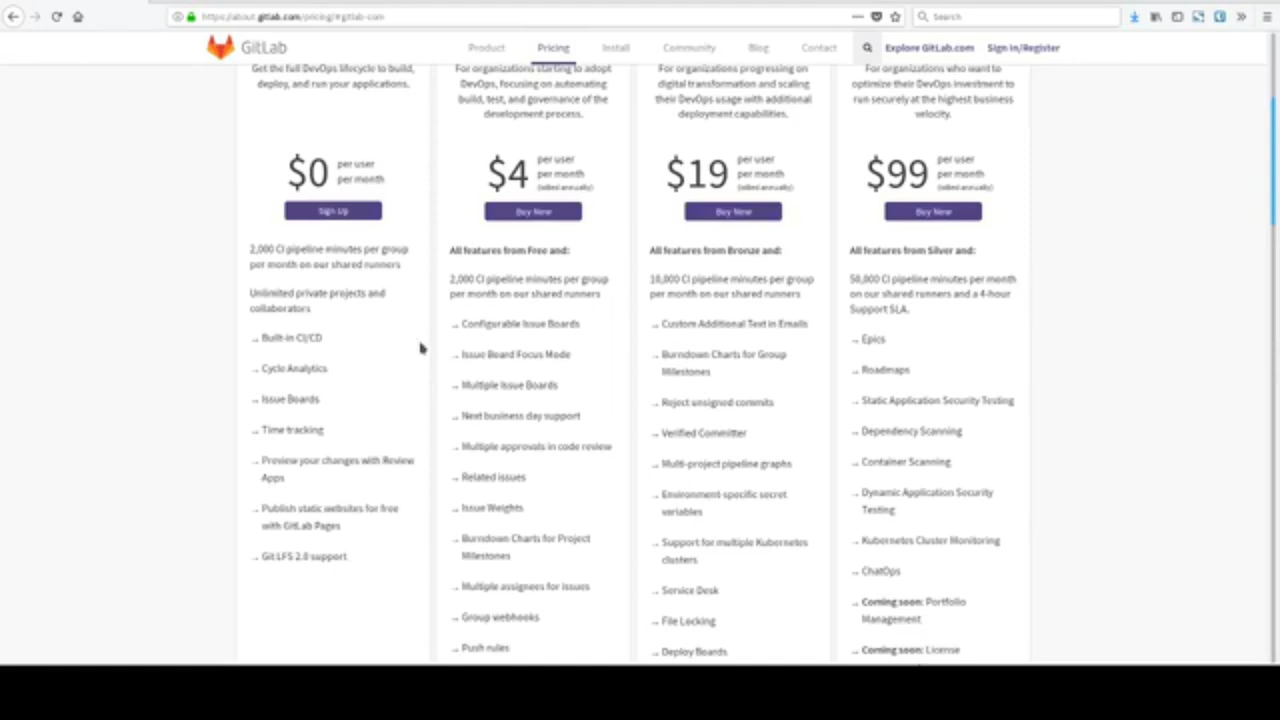 https://about.gitlab.com/pricing/#gitlab-com
Search
GitLab
Product
Pricing
Install
Community
Blog
Contact
Explore GitLab.com
Sign In/Register
Get the full DevOps lifecycle to build,
deploy, and run your applications.
$0
per user
per month
Sign Up
2,000 CI pipeline minutes per group
per month on our shared runners
Unlimited private projects and
collaborators
→ Built-in CI/CD
→ Cycle Analytics
→ Issue Boards
→ Time tracking
→ Preview your changes with Review
Apps
→ Publish static websites for free
with GitLab Pages
→ Git LFS 2.0 support
For organizations starting to adopt
DevOps, focusing on automating
build, test, and governance of the
development process.
$4
per user
per month
(billed annually)
Buy Now
All features from Free and:
2,000 CI pipeline minutes per group
per month on our shared runners
→ Configurable Issue Boards
→ Issue Board Focus Mode
→ Multiple Issue Boards
→ Next business day support
→ Multiple approvals in code review
→ Related issues
→ Issue Weights
→ Burndown Charts for Project
Milestones
→ Multiple assignees for issues
→ Group webhooks
→ Push rules
For organizations progressing on
digital transformation and scaling
their DevOps usage with additional
deployment capabilities.
$19
per user
per month
(billed annually)
Buy Now
All features from Bronze and:
10,000 CI pipeline minutes per group
per month on our shared runners
→ Custom Additional Text in Emails
→ Burndown Charts for Group
Milestones
→ Reject unsigned commits
→ Verified Committer
→ Multi-project pipeline graphs
→ Environment-specific secret
variables
→ Support for multiple Kubernetes
clusters
→ Service Desk
→ File Locking
→ Deploy Boards
For organizations who want to
optimize their DevOps investment to
run securely at the highest business
velocity.
$99
per user
per month
(billed annually)
Buy Now
All features from Silver and:
50,000 CI pipeline minutes per month
on our shared runners and a 4-hour
Support SLA.
→ Epics
→ Roadmaps
→ Static Application Security Testing
→ Dependency Scanning
→ Container Scanning
→ Dynamic Application Security
Testing
→ Kubernetes Cluster Monitoring
→ ChatOps
→ Coming soon: Portfolio
Management
→ Coming soon: License